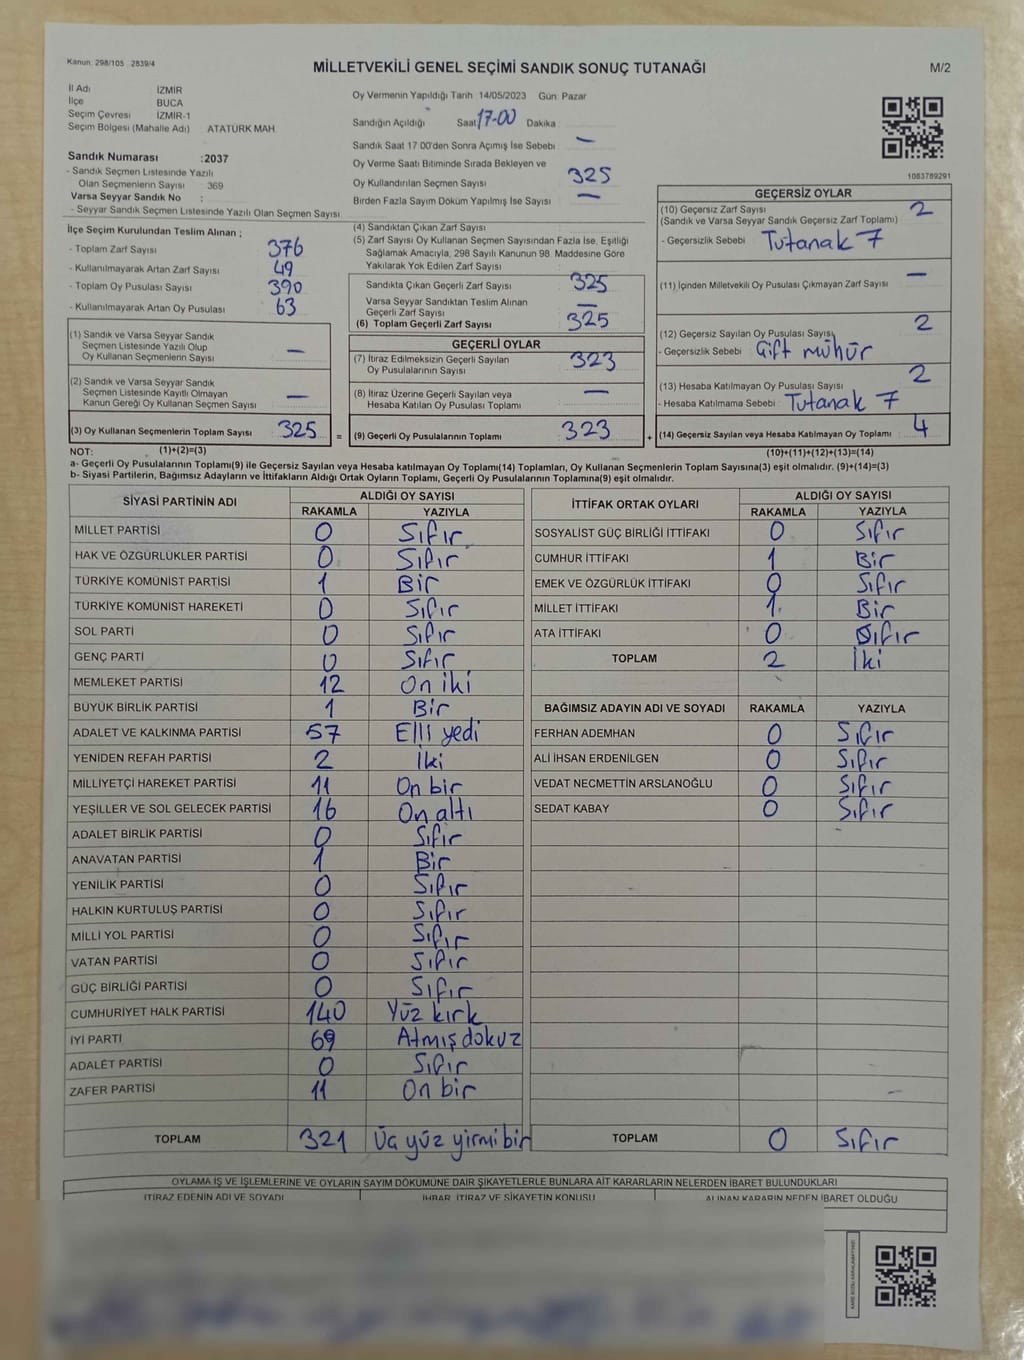 Kanun: 298/105 : 2839/4
MİLLETVEKİLİ GENEL SEÇİMİ SANDIK SONUÇ TUTANAĞI
M/2
İl Adı İZMİR
İlçe BUCA
Seçim Çevresi İZMİR-1
Seçim Bölgesi (Mahalle Adı) ATATÜRK MAH.
Sandık Numarası :2037
- Sandık Seçmen Listesinde Yazılı
Olan Seçmenlerin Sayısı : 369
Varsa Seyyar Sandık No :
- Seyyar Sandık Seçmen Listesinde Yazılı Olan Seçmen Sayısı
Oy Vermenin Yapıldığı Tarih :14/05/2023 Gün: Pazar
Sandığın Açıldığı Saat 17-00 Dakika :
Sandık Saat 17 00'den Sonra Açımış İse Sebebi —
Oy Verme Saati Bitiminde Sırada Bekleyen ve
Oy Kullandırılan Seçmen Sayısı 325
Birden Fazla Sayım Döküm Yapılmış İse Sayısı —
1083789291
İlçe Seçim Kurulundan Teslim Alınan ;
- Toplam Zarf Sayısı 376
- Kullanılmayarak Artan Zarf Sayısı 49
- Toplam Oy Pusulası Sayısı 390
- Kullanılmayarak Artan Oy Pusulası 63
(4) Sandıktan Çıkan Zarf Sayısı
(5) Zarf Sayısı Oy Kullanan Seçmen Sayısından Fazla İse, Eşitliği
Sağlamak Amacıyla, 298 Sayılı Kanunun 98. Maddesine Göre
Yakılarak Yok Edilen Zarf Sayısı
Sandıkta Çıkan Geçerli Zarf Sayısı 325
Varsa Seyyar Sandıktan Teslim Alınan
Geçerli Zarf Sayısı —
(6) Toplam Geçerli Zarf Sayısı 325
GEÇERSİZ OYLAR
(10) Geçersiz Zarf Sayısı 2
(Sandık ve Varsa Seyyar Sandık Geçersiz Zarf Toplamı)
- Geçersizlik Sebebi Tutanak 7
(11) İçinden Milletvekili Oy Pusulası Çıkmayan Zarf Sayısı —
(12) Geçersiz Sayılan Oy Pusulası Sayısı 2
- Geçersizlik Sebebi Çift mühür
(13) Hesaba Katılmayan Oy Pusulası Sayısı 2
- Hesaba Katılmama Sebebi : Tutanak 7
(1) Sandık ve Varsa Seyyar Sandık
Seçmen Listesinde Yazılı Olup
Oy Kullanan Seçmenlerin Sayısı —
(2) Sandık ve Varsa Seyyar Sandık
Seçmen Listesinde Kayıtlı Olmayan
Kanun Gereği Oy Kullanan Seçmen Sayısı —
GEÇERLİ OYLAR
(7) İtiraz Edilmeksizin Geçerli Sayılan
Oy Pusulalarının Sayısı 323
(8) İtiraz Üzerine Geçerli Sayılan veya
Hesaba Katılan Oy Pusulası Toplamı —
(3) Oy Kullanan Seçmenlerin Toplam Sayısı 325 = (9) Geçerli Oy Pusulalarının Toplamı 323 + (14) Geçersiz Sayılan veya Hesaba Katılmayan Oy Toplamı 4
NOT: (1)+(2)=(3) (10)+(11)+(12)+(13)=(14)
a- Geçerli Oy Pusulalarının Toplamı(9) ile Geçersiz Sayılan veya Hesaba katılmayan Oy Toplamı(14) Toplamları, Oy Kullanan Seçmenlerin Toplam Sayısına(3) eşit olmalıdır. (9)+(14)=(3)
b- Siyasi Partilerin, Bağımsız Adayların ve İttifakların Aldığı Ortak Oyların Toplamı, Geçerli Oy Pusulalarının Toplamına(9) eşit olmalıdır.
SİYASİ PARTİNİN ADI ALDIĞI OY SAYISI
RAKAMLA YAZIYLA
MİLLET PARTİSİ 0 Sıfır
HAK VE ÖZGÜRLÜKLER PARTİSİ 0 Sıfır
TÜRKİYE KOMÜNİST PARTİSİ 1 Bir
TÜRKİYE KOMÜNİST HAREKETİ 0 Sıfır
SOL PARTİ 0 Sıfır
GENÇ PARTİ 0 Sıfır
MEMLEKET PARTİSİ 12 On iki
BÜYÜK BİRLİK PARTİSİ 1 Bir
ADALET VE KALKINMA PARTİSİ 57 Elli yedi
YENİDEN REFAH PARTİSİ 2 İki
MİLLİYETÇİ HAREKET PARTİSİ 11 On bir
YEŞİLLER VE SOL GELECEK PARTİSİ 16 On altı
ADALET BİRLİK PARTİSİ 0 Sıfır
ANAVATAN PARTİSİ 1 Bir
YENİLİK PARTİSİ 0 Sıfır
HALKIN KURTULUŞ PARTİSİ 0 Sıfır
MİLLİ YOL PARTİSİ 0 Sıfır
VATAN PARTİSİ 0 Sıfır
GÜÇ BİRLİĞİ PARTİSİ 0 Sıfır
CUMHURİYET HALK PARTİSİ 140 Yüz kırk
İYİ PARTİ 69 Atmış dokuz
ADALET PARTİSİ 0 Sıfır
ZAFER PARTİSİ 11 On bir
TOPLAM 321 Üç yüz yirmi bir
İTTİFAK ORTAK OYLARI ALDIĞI OY SAYISI
RAKAMLA YAZIYLA
SOSYALİST GÜÇ BİRLİĞİ İTTİFAKI 0 Sıfır
CUMHUR İTTİFAKI 1 Bir
EMEK VE ÖZGÜRLÜK İTTİFAKI 0 Sıfır
MİLLET İTTİFAKI 1 Bir
ATA İTTİFAKI 0 Sıfır
TOPLAM 2 İki
BAĞIMSIZ ADAYIN ADI VE SOYADI RAKAMLA YAZIYLA
FERHAN ADEMHAN 0 Sıfır
ALİ İHSAN ERDENİLGEN 0 Sıfır
VEDAT NECMETTİN ARSLANOĞLU 0 Sıfır
SEDAT KABAY 0 Sıfır
TOPLAM 0 Sıfır
OYLAMA İŞ VE İŞLEMLERİNE VE OYLARIN SAYIM DÖKÜMÜNE DAİR ŞİKAYETLERLE BUNLARA AİT KARARLARIN NELERDEN İBARET BULUNDUKLARI
İTİRAZ EDENİN ADI VE SOYADI İHBAR, İTİRAZ VE ŞİKAYETİN KONUSU ALINAN KARARIN NEDEN İBARET OLDUĞU